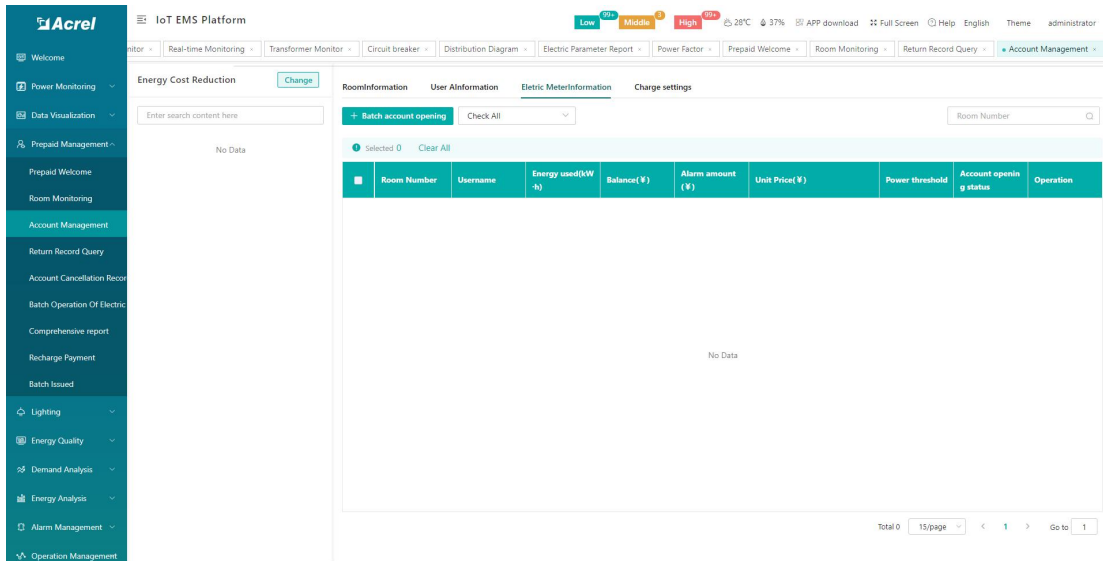 Acrel
IoT EMS Platform
Low 99+ Middle 3 High 99+ 28℃ 37% APP download Full Screen Help English Theme administrator
nitor × Real-time Monitoring × Transformer Monitor × Circuit breaker × Distribution Diagram × Electric Parameter Report × Power Factor × Prepaid Welcome × Room Monitoring × Return Record Query × Account Management ×
Welcome
Power Monitoring
Data Visualization
Prepaid Management
Prepaid Welcome
Room Monitoring
Account Management
Return Record Query
Account Cancellation Recor
Batch Operation Of Electric
Comprehensive report
Recharge Payment
Batch Issued
Lighting
Energy Quality
Demand Analysis
Energy Analysis
Alarm Management
Operation Management
Energy Cost Reduction Change
Enter search content here
No Data
RoomInformation User AInformation Eletric MeterInformation Charge settings
+ Batch account opening Check All Room Number
Selected 0 Clear All
Room Number Username Energy used(kW·h) Balance(¥) Alarm amount(¥) Unit Price(¥) Power threshold Account opening status Operation
No Data
Total 0 15/page < 1 > Go to 1